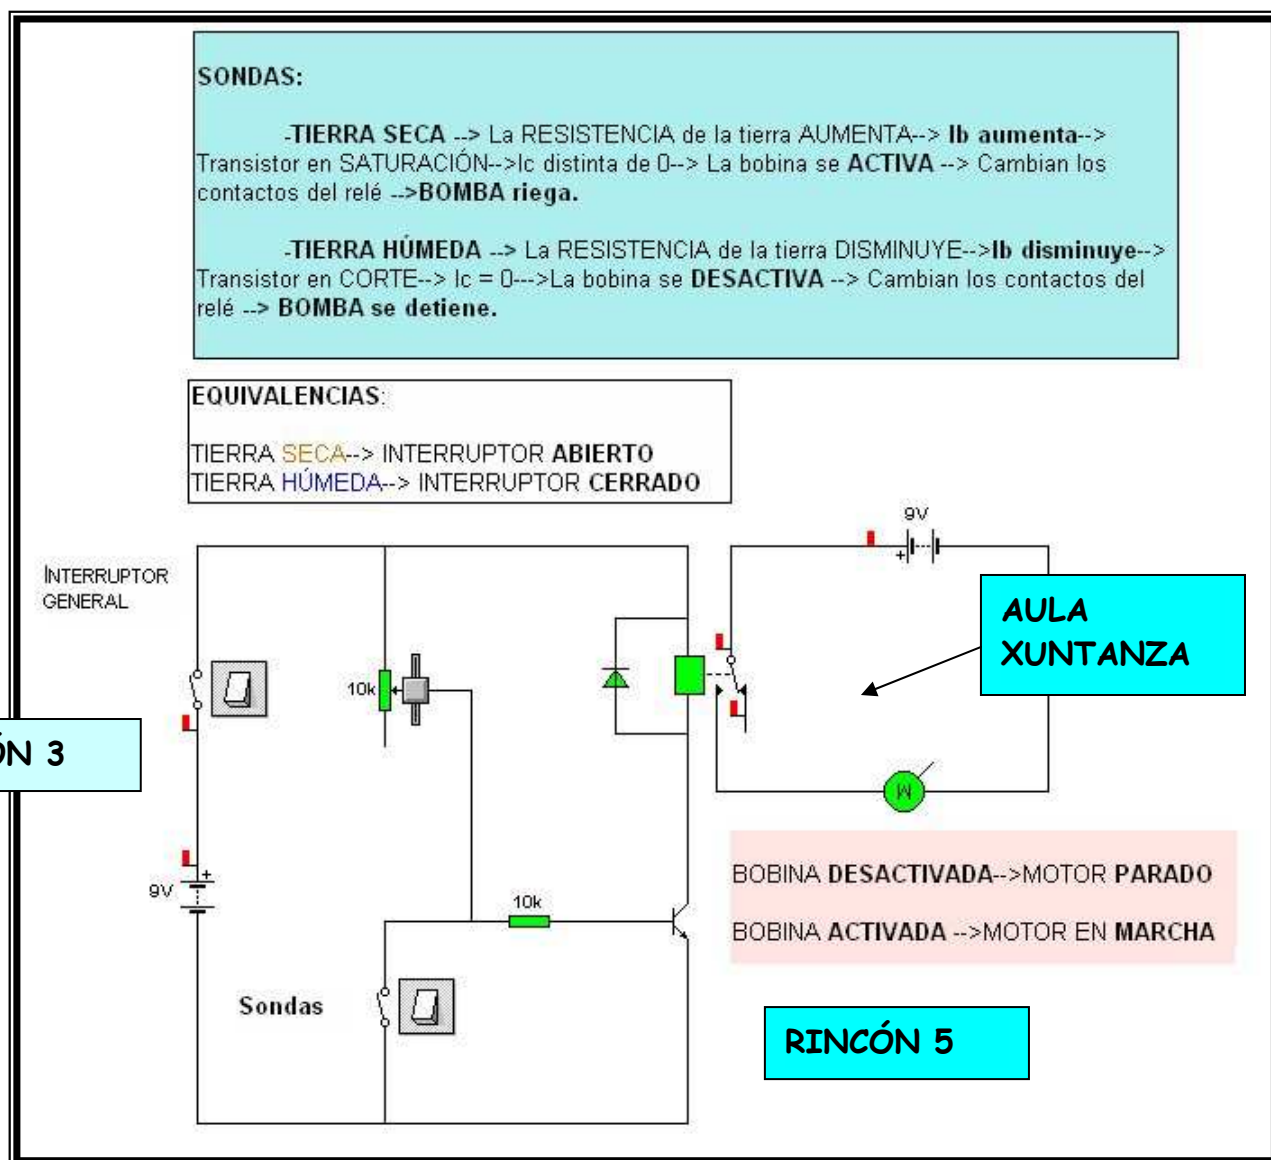 SONDAS:
-TIERRA SECA --> La RESISTENCIA de la tierra AUMENTA--> Ib aumenta-->
Transistor en SATURACIÓN-->Ic distinta de 0--> La bobina se ACTIVA --> Cambian los
contactos del relé -->BOMBA riega.
-TIERRA HÚMEDA --> La RESISTENCIA de la tierra DISMINUYE-->Ib disminuye-->
Transistor en CORTE--> Ic = 0--->La bobina se DESACTIVA --> Cambian los contactos del
relé --> BOMBA se detiene.
EQUIVALENCIAS:
TIERRA SECA--> INTERRUPTOR ABIERTO
TIERRA HÚMEDA--> INTERRUPTOR CERRADO
9V
+
INTERRUPTOR
GENERAL
AULA
XUNTANZA
10k
ÓN 3
M
9V
+
BOBINA DESACTIVADA-->MOTOR PARADO
BOBINA ACTIVADA -->MOTOR EN MARCHA
10k
Sondas
RINCÓN 5